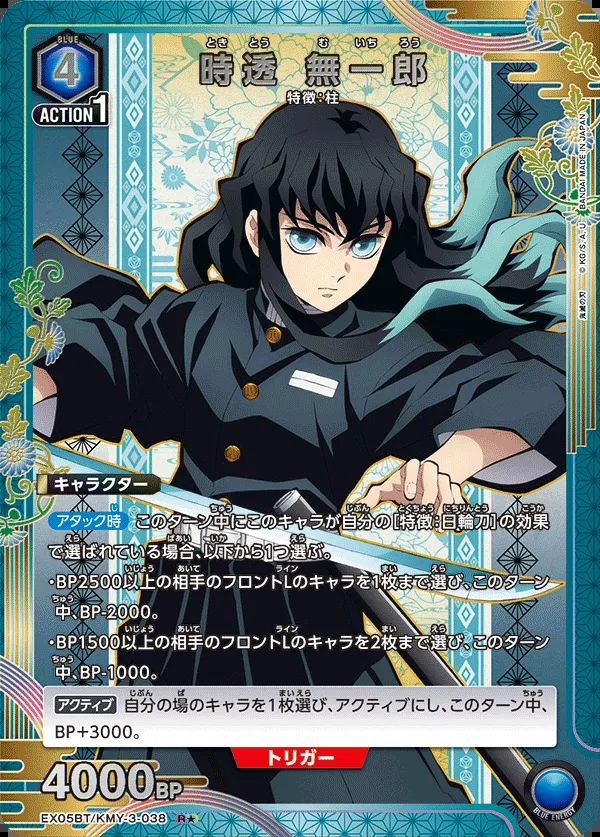 BLUE
4
ACTION1
ときとう むいちろう
時透 無一郎
特徴:柱
© KG/S,A,U BANDAI MADE IN JAPAN
鬼滅の刃
キャラクター
アタック時 このターン中にこのキャラが自分の[特徴:日輪刀]の効果
で選ばれている場合、以下から1つ選ぶ。
・BP2500以上の相手のフロントLのキャラを1枚まで選び、このターン
中、BP-2000。
・BP1500以上の相手のフロントLのキャラを2枚まで選び、このターン
中、BP-1000。
アクティブ 自分の場のキャラを1枚選び、アクティブにし、このターン中、
BP+3000。
トリガー
4000BP
EX05BT/KMY-3-038 R★
BLUE ENERGY